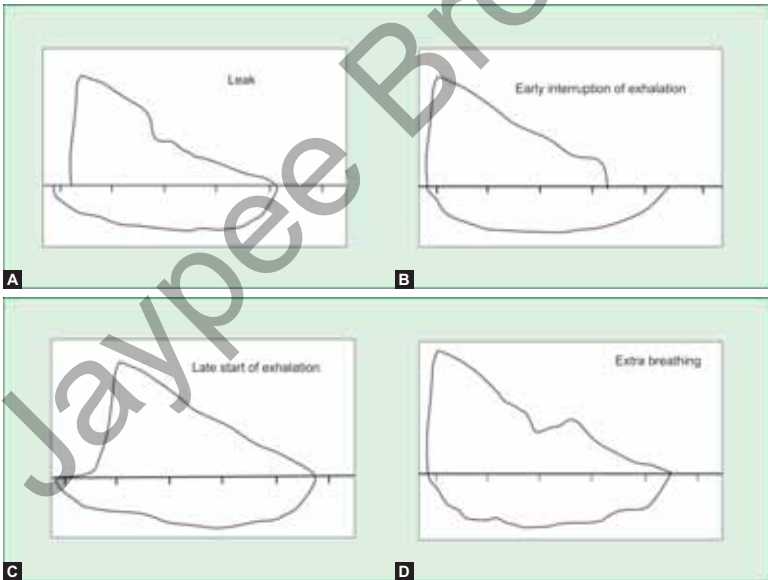 Leak
Early interruption of exhalation
A
B
Late start of exhalation
Extra breathing
C
D
Jaypee Bro